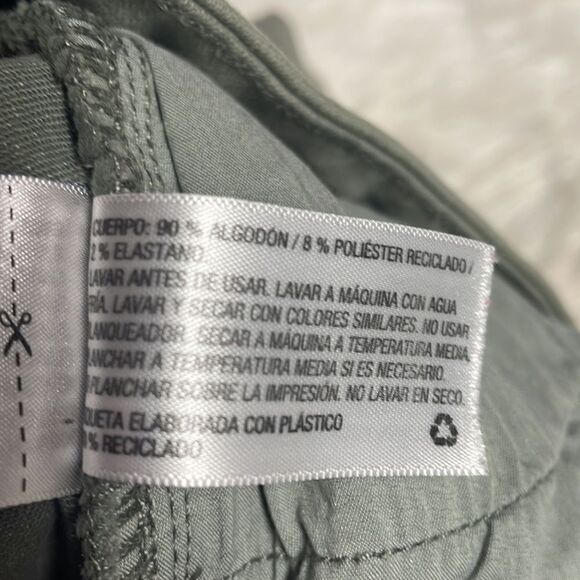 CUERPO: 90 % ALGODÓN / 8 % POLIÉSTER RECICLADO /
2 % ELASTANO
LAVAR ANTES DE USAR. LAVAR A MÁQUINA CON AGUA
FRÍA. LAVAR Y SECAR CON COLORES SIMILARES. NO USAR
BLANQUEADOR. SECAR A MÁQUINA A TEMPERATURA MEDIA.
PLANCHAR A TEMPERATURA MEDIA SI ES NECESARIO.
PLANCHAR SOBRE LA IMPRESIÓN. NO LAVAR EN SECO.
ETIQUETA ELABORADA CON PLÁSTICO
% RECICLADO